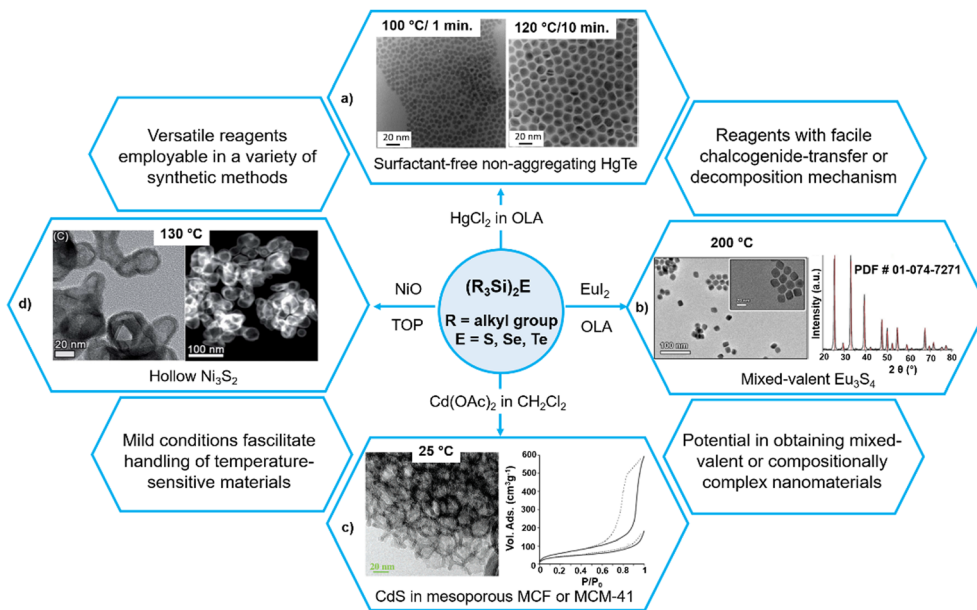 100 °C/ 1 min.
120 °C/10 min.
a)
20 nm
20 nm
Surfactant-free non-aggregating HgTe
Versatile reagents
employable in a variety of
synthetic methods
Reagents with facile
chalcogenide-transfer or
decomposition mechanism
HgCl₂ in OLA
130 °C
(C)
d)
20 nm
100 nm
Hollow Ni₃S₂
NiO
TOP
(R₃Si)₂E
R = alkyl group
E = S, Se, Te
EuI₂
OLA
200 °C
b)
100 nm
PDF # 01-074-7271
Intensity (a.u.)
20 30 40 50 60 70 80
2 θ (°)
Mixed-valent Eu₃S₄
Cd(OAc)₂ in CH₂Cl₂
Mild conditions fascilitate
handling of temperature-
sensitive materials
Potential in obtaining mixed-
valent or compositionally
complex nanomaterials
25 °C
c)
20 nm
Vol. Ads. (cm³g⁻¹)
600
500
400
300
200
100
0
0 0.2 0.4 0.6 0.8 1
P/P₀
CdS in mesoporous MCF or MCM-41